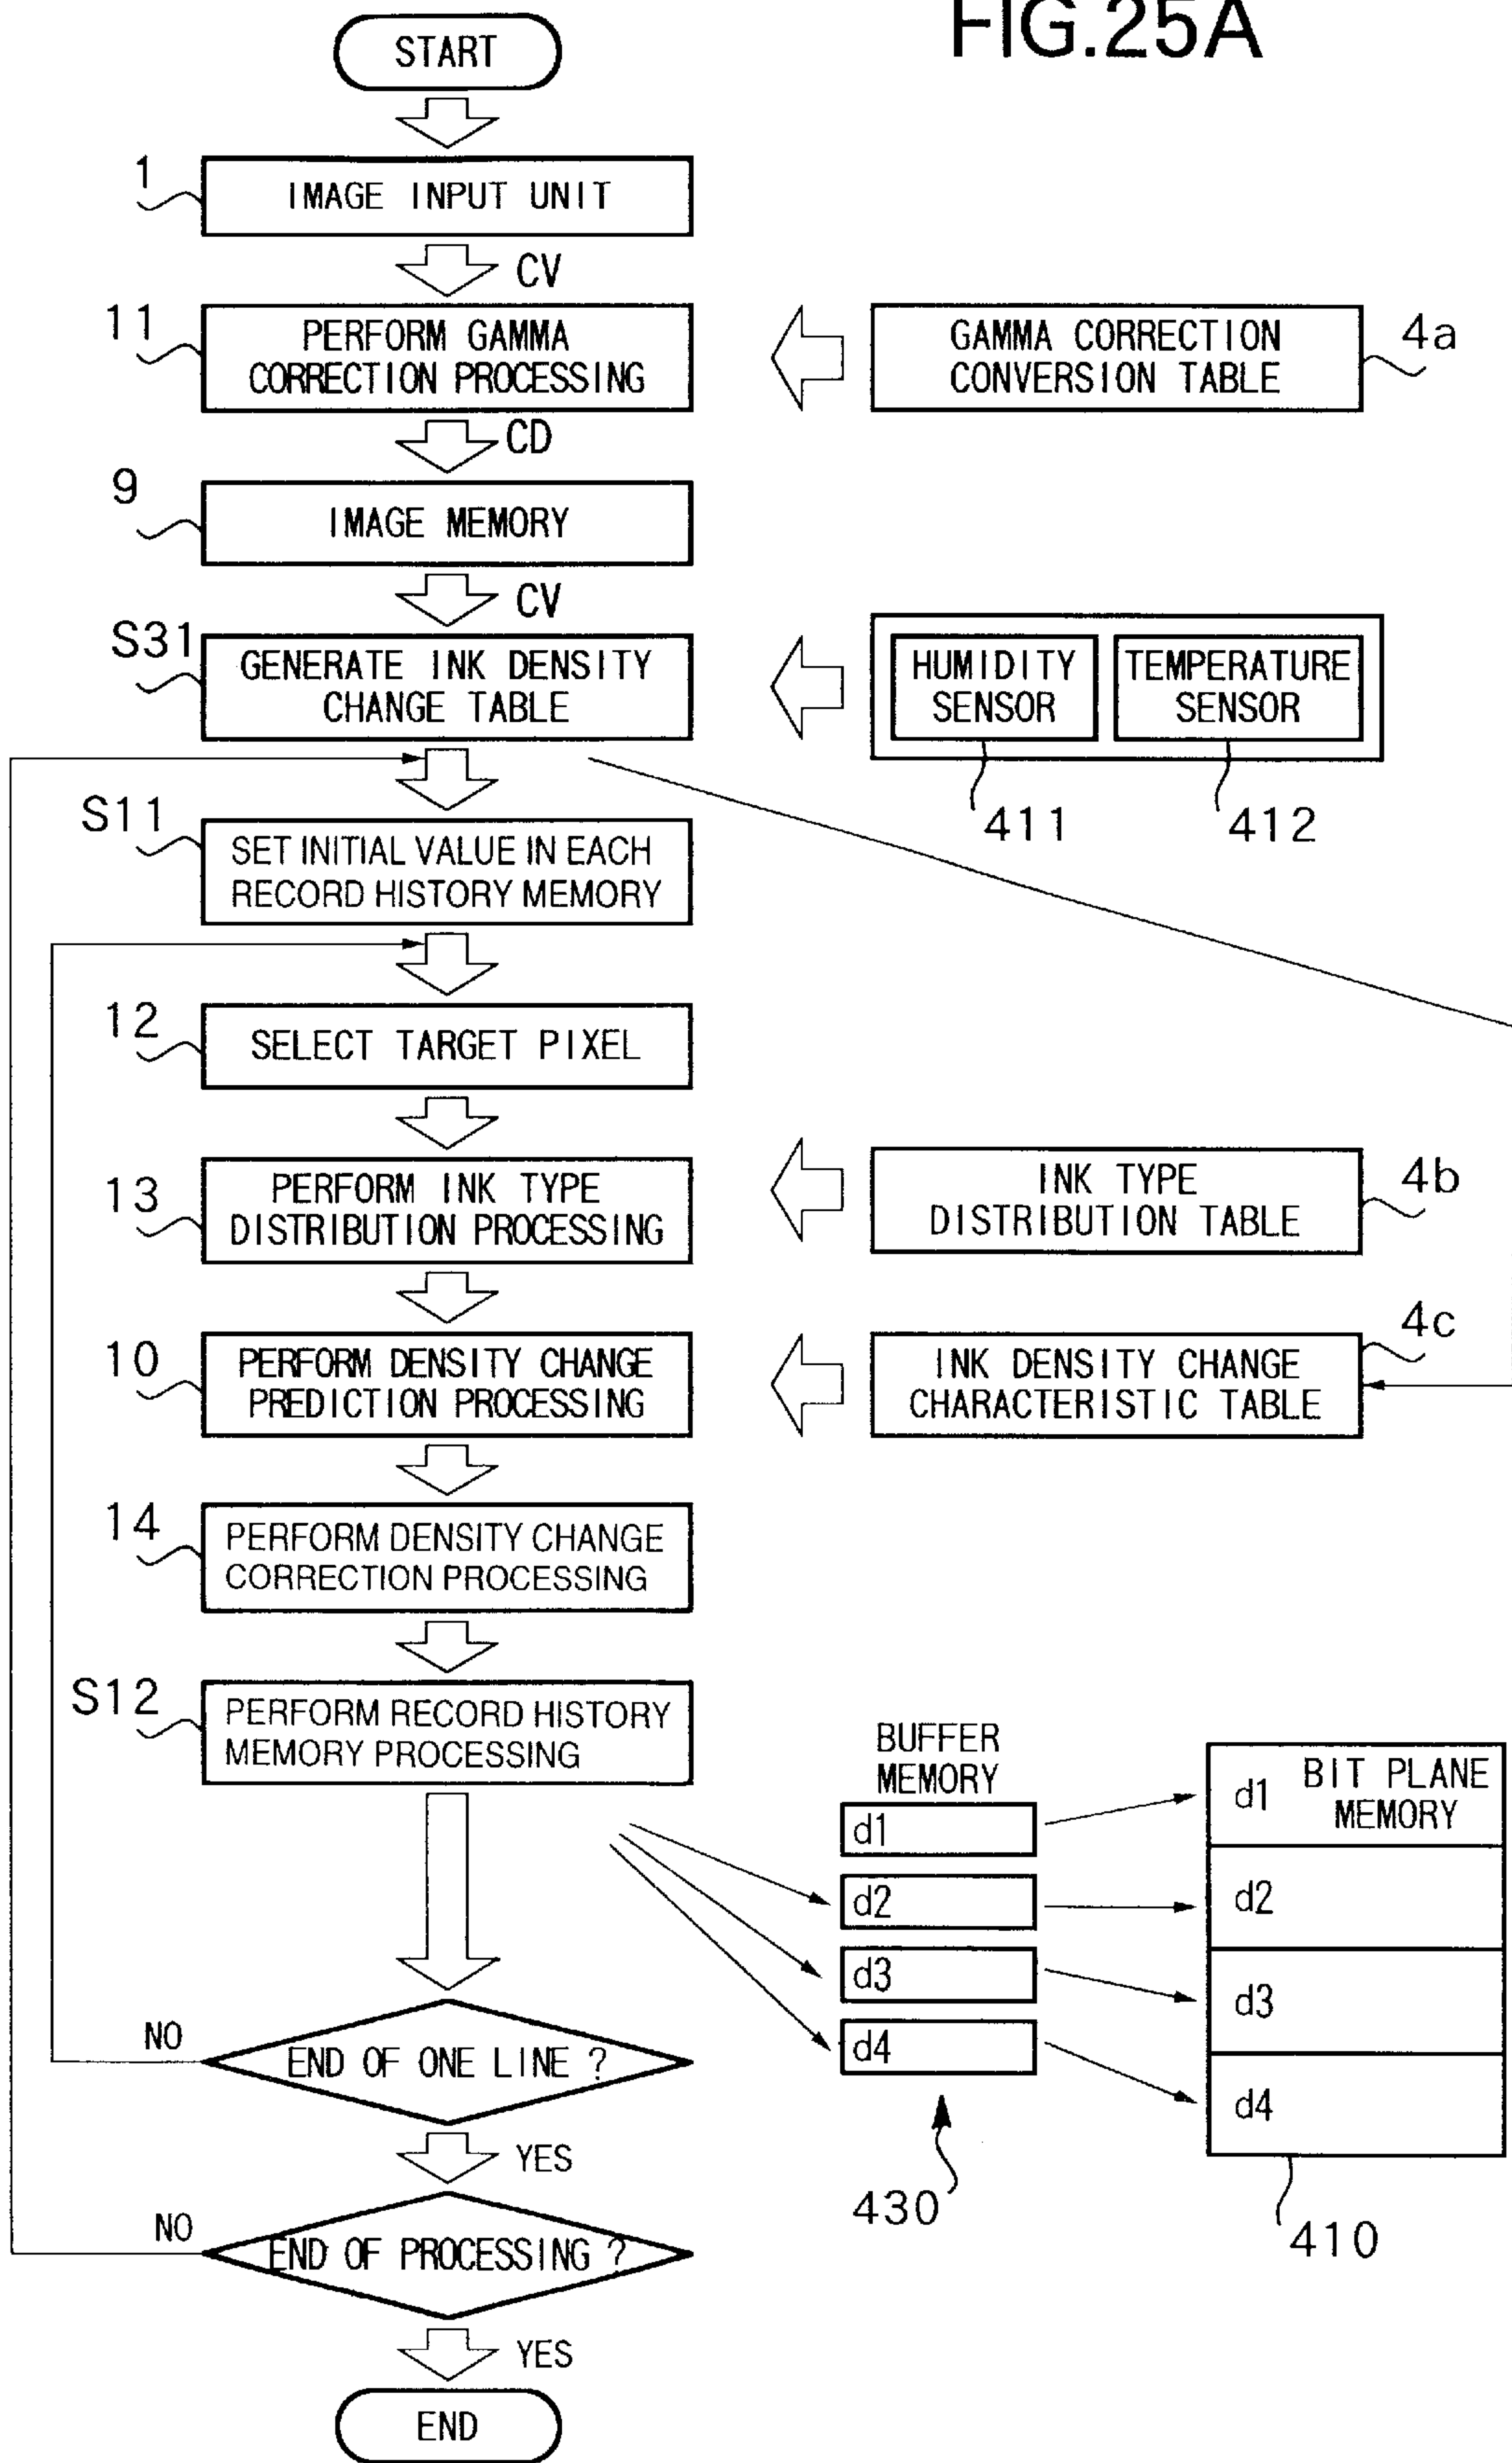 FIG.25A
START
1
IMAGE INPUT UNIT
CV
11
PERFORM GAMMA
CORRECTION PROCESSING
GAMMA CORRECTION
CONVERSION TABLE
4a
CD
9
IMAGE MEMORY
CV
S31
GENERATE INK DENSITY
CHANGE TABLE
HUMIDITY
SENSOR
TEMPERATURE
SENSOR
411
412
S11
SET INITIAL VALUE IN EACH
RECORD HISTORY MEMORY
12
SELECT TARGET PIXEL
13
PERFORM INK TYPE
DISTRIBUTION PROCESSING
INK TYPE
DISTRIBUTION TABLE
4b
10
PERFORM DENSITY CHANGE
PREDICTION PROCESSING
INK DENSITY CHANGE
CHARACTERISTIC TABLE
4c
14
PERFORM DENSITY CHANGE
CORRECTION PROCESSING
S12
PERFORM RECORD HISTORY
MEMORY PROCESSING
BUFFER
MEMORY
d1
d2
d3
d4
430
BIT PLANE
MEMORY
d1
d2
d3
d4
410
END OF ONE LINE ?
NO
YES
END OF PROCESSING ?
NO
YES
END